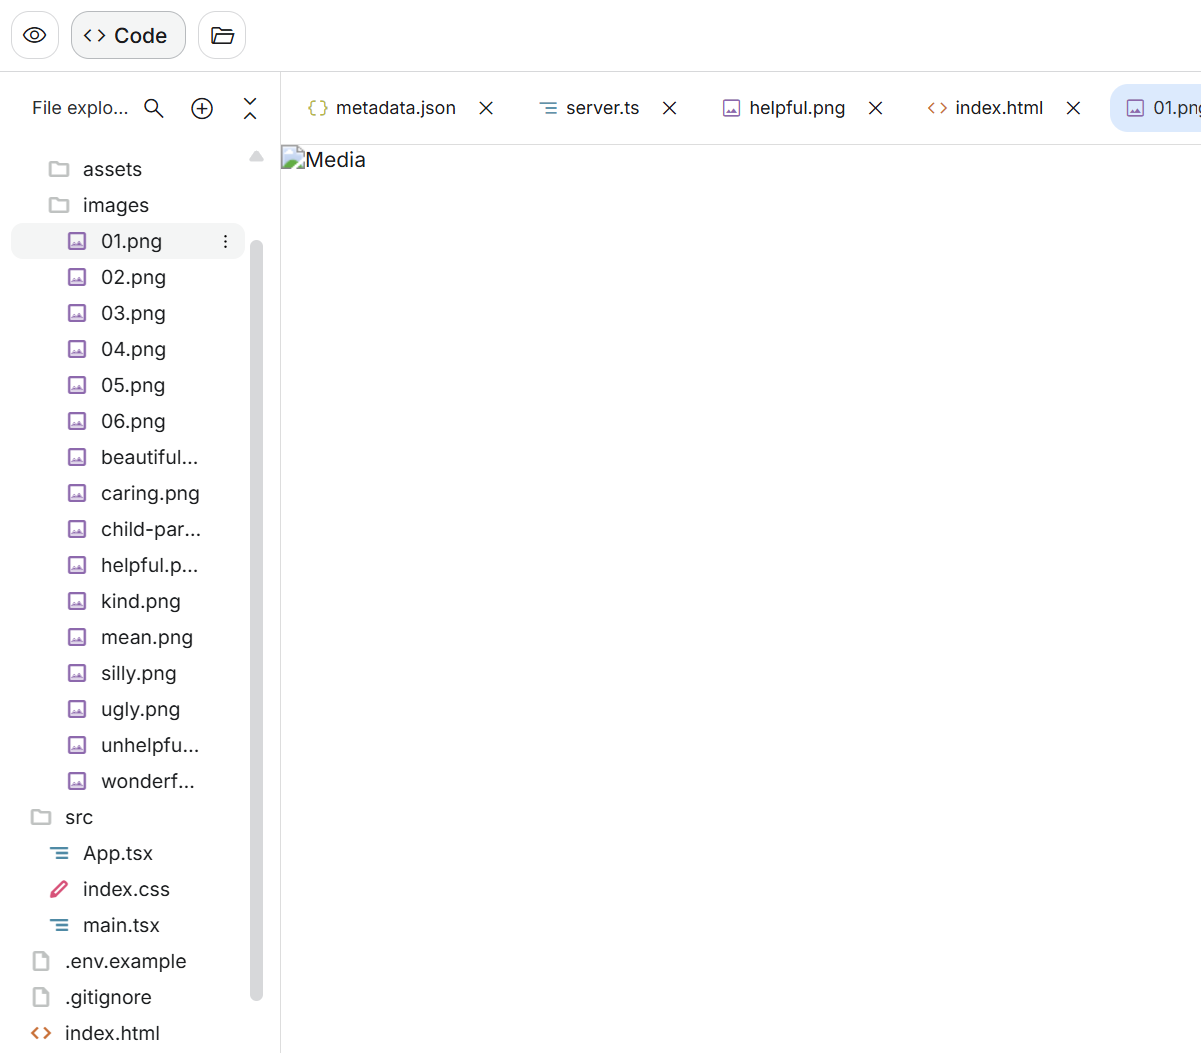 Code
File explo...
metadata.json
server.ts
helpful.png
index.html
01.pn
Media
assets
images
01.png
02.png
03.png
04.png
05.png
06.png
beautiful...
caring.png
child-par...
helpful.p...
kind.png
mean.png
silly.png
ugly.png
unhelpfu...
wonderf...
src
App.tsx
index.css
main.tsx
.env.example
.gitignore
index.html